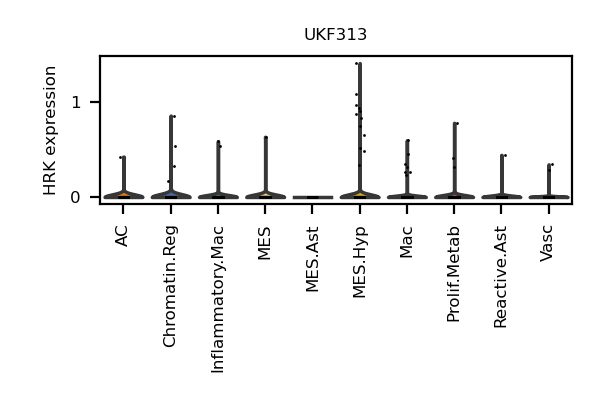 UKF313
HRK expression
1
0
AC
Chromatin.Reg
Inflammatory.Mac
MES
MES.Ast
MES.Hyp
Mac
Prolif.Metab
Reactive.Ast
Vasc